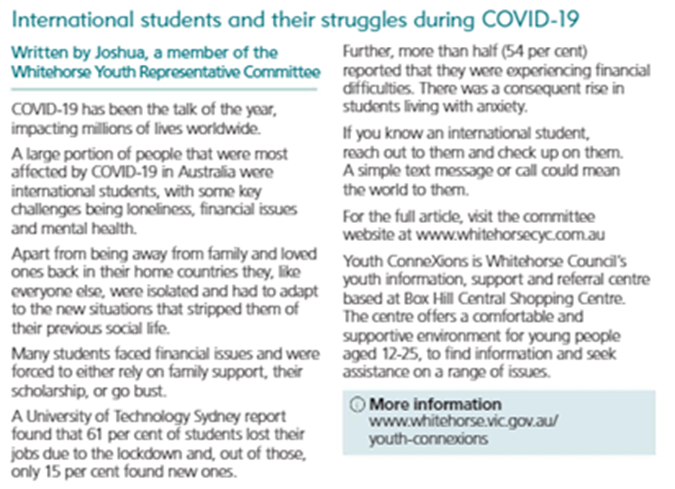 International students and their struggles during COVID-19
Written by Joshua, a member of the
Whitehorse Youth Representative Committee
COVID-19 has been the talk of the year,
impacting millions of lives worldwide.
A large portion of people that were most
affected by COVID-19 in Australia were
international students, with some key
challenges being loneliness, financial issues
and mental health.
Apart from being away from family and loved
ones back in their home countries they, like
everyone else, were isolated and had to adapt
to the new situations that stripped them of
their previous social life.
Many students faced financial issues and were
forced to either rely on family support, their
scholarship, or go bust.
A University of Technology Sydney report
found that 61 per cent of students lost their
jobs due to the lockdown and, out of those,
only 15 per cent found new ones.
Further, more than half (54 per cent)
reported that they were experiencing financial
difficulties. There was a consequent rise in
students living with anxiety.
If you know an international student,
reach out to them and check up on them.
A simple text message or call could mean
the world to them.
For the full article, visit the committee
website at www.whitehorsecyc.com.au
Youth ConneXions is Whitehorse Council's
youth information, support and referral centre
based at Box Hill Central Shopping Centre.
The centre offers a comfortable and
supportive environment for young people
aged 12-25, to find information and seek
assistance on a range of issues.
More information
www.whitehorse.vic.gov.au/
youth-connexions